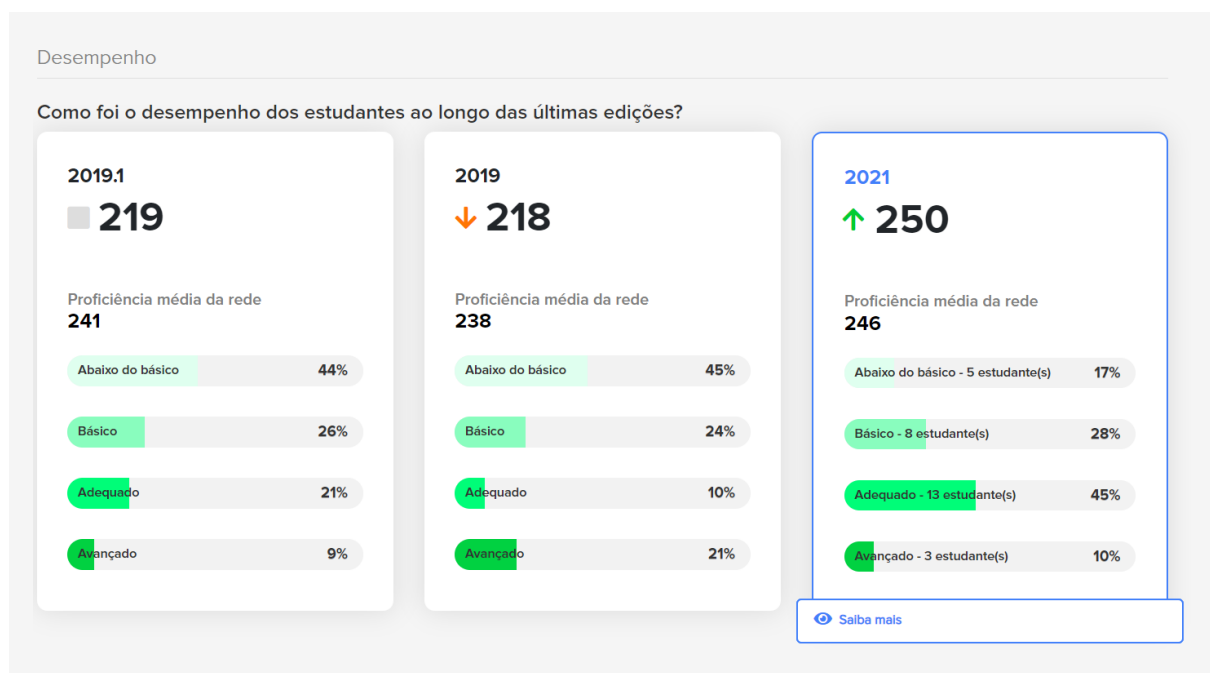 Desempenho
Como foi o desempenho dos estudantes ao longo das últimas edições?
2019.1
219
Proficiência média da rede
241
Abaixo do básico 44%
Básico 26%
Adequado 21%
Avançado 9%
2019
218
Proficiência média da rede
238
Abaixo do básico 45%
Básico 24%
Adequado 10%
Avançado 21%
2021
250
Proficiência média da rede
246
Abaixo do básico - 5 estudante(s) 17%
Básico - 8 estudante(s) 28%
Adequado - 13 estudante(s) 45%
Avançado - 3 estudante(s) 10%
Saiba mais